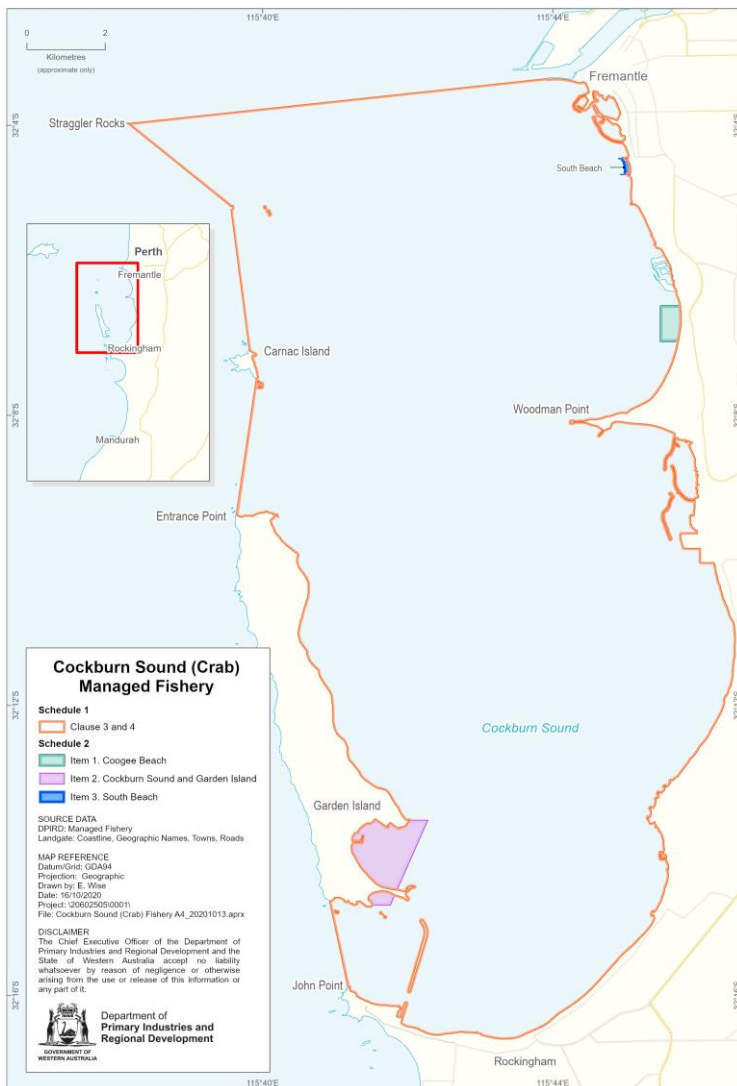 115°40'E
115°44'E
0
2
Kilometres
(approximate only)
Fremantle
Straggler Rocks
32°4'S
32°4'S
South Beach
Perth
Fremantle
Rockingham
Mandurah
Carnac Island
Woodman Point
32°8'S
32°8'S
Entrance Point
Cockburn Sound (Crab)
Managed Fishery
Schedule 1
Clause 3 and 4
Schedule 2
Item 1. Coogee Beach
Item 2. Cockburn Sound and Garden Island
Item 3. South Beach
SOURCE DATA
DPIRD: Managed Fishery
Landgate: Coastline, Geographic Names, Towns, Roads
MAP REFERENCE
Datum/Grid: GDA94
Projection: Geographic
Drawn by: E. Wise
Date: 16/10/2020
Project: \20602505\0001\
File: Cockburn Sound (Crab) Fishery A4_20201013.aprx
DISCLAIMER
The Chief Executive Officer of the Department of
Primary Industries and Regional Development and the
State of Western Australia accept no liability
whatsoever by reason of negligence or otherwise
arising from the use or release of this information or
any part of it.
Department of
Primary Industries and
Regional Development
GOVERNMENT OF
WESTERN AUSTRALIA
32°12'S
32°12'S
Cockburn Sound
Garden Island
John Point
32°16'S
32°16'S
Rockingham
115°40'E
115°44'E